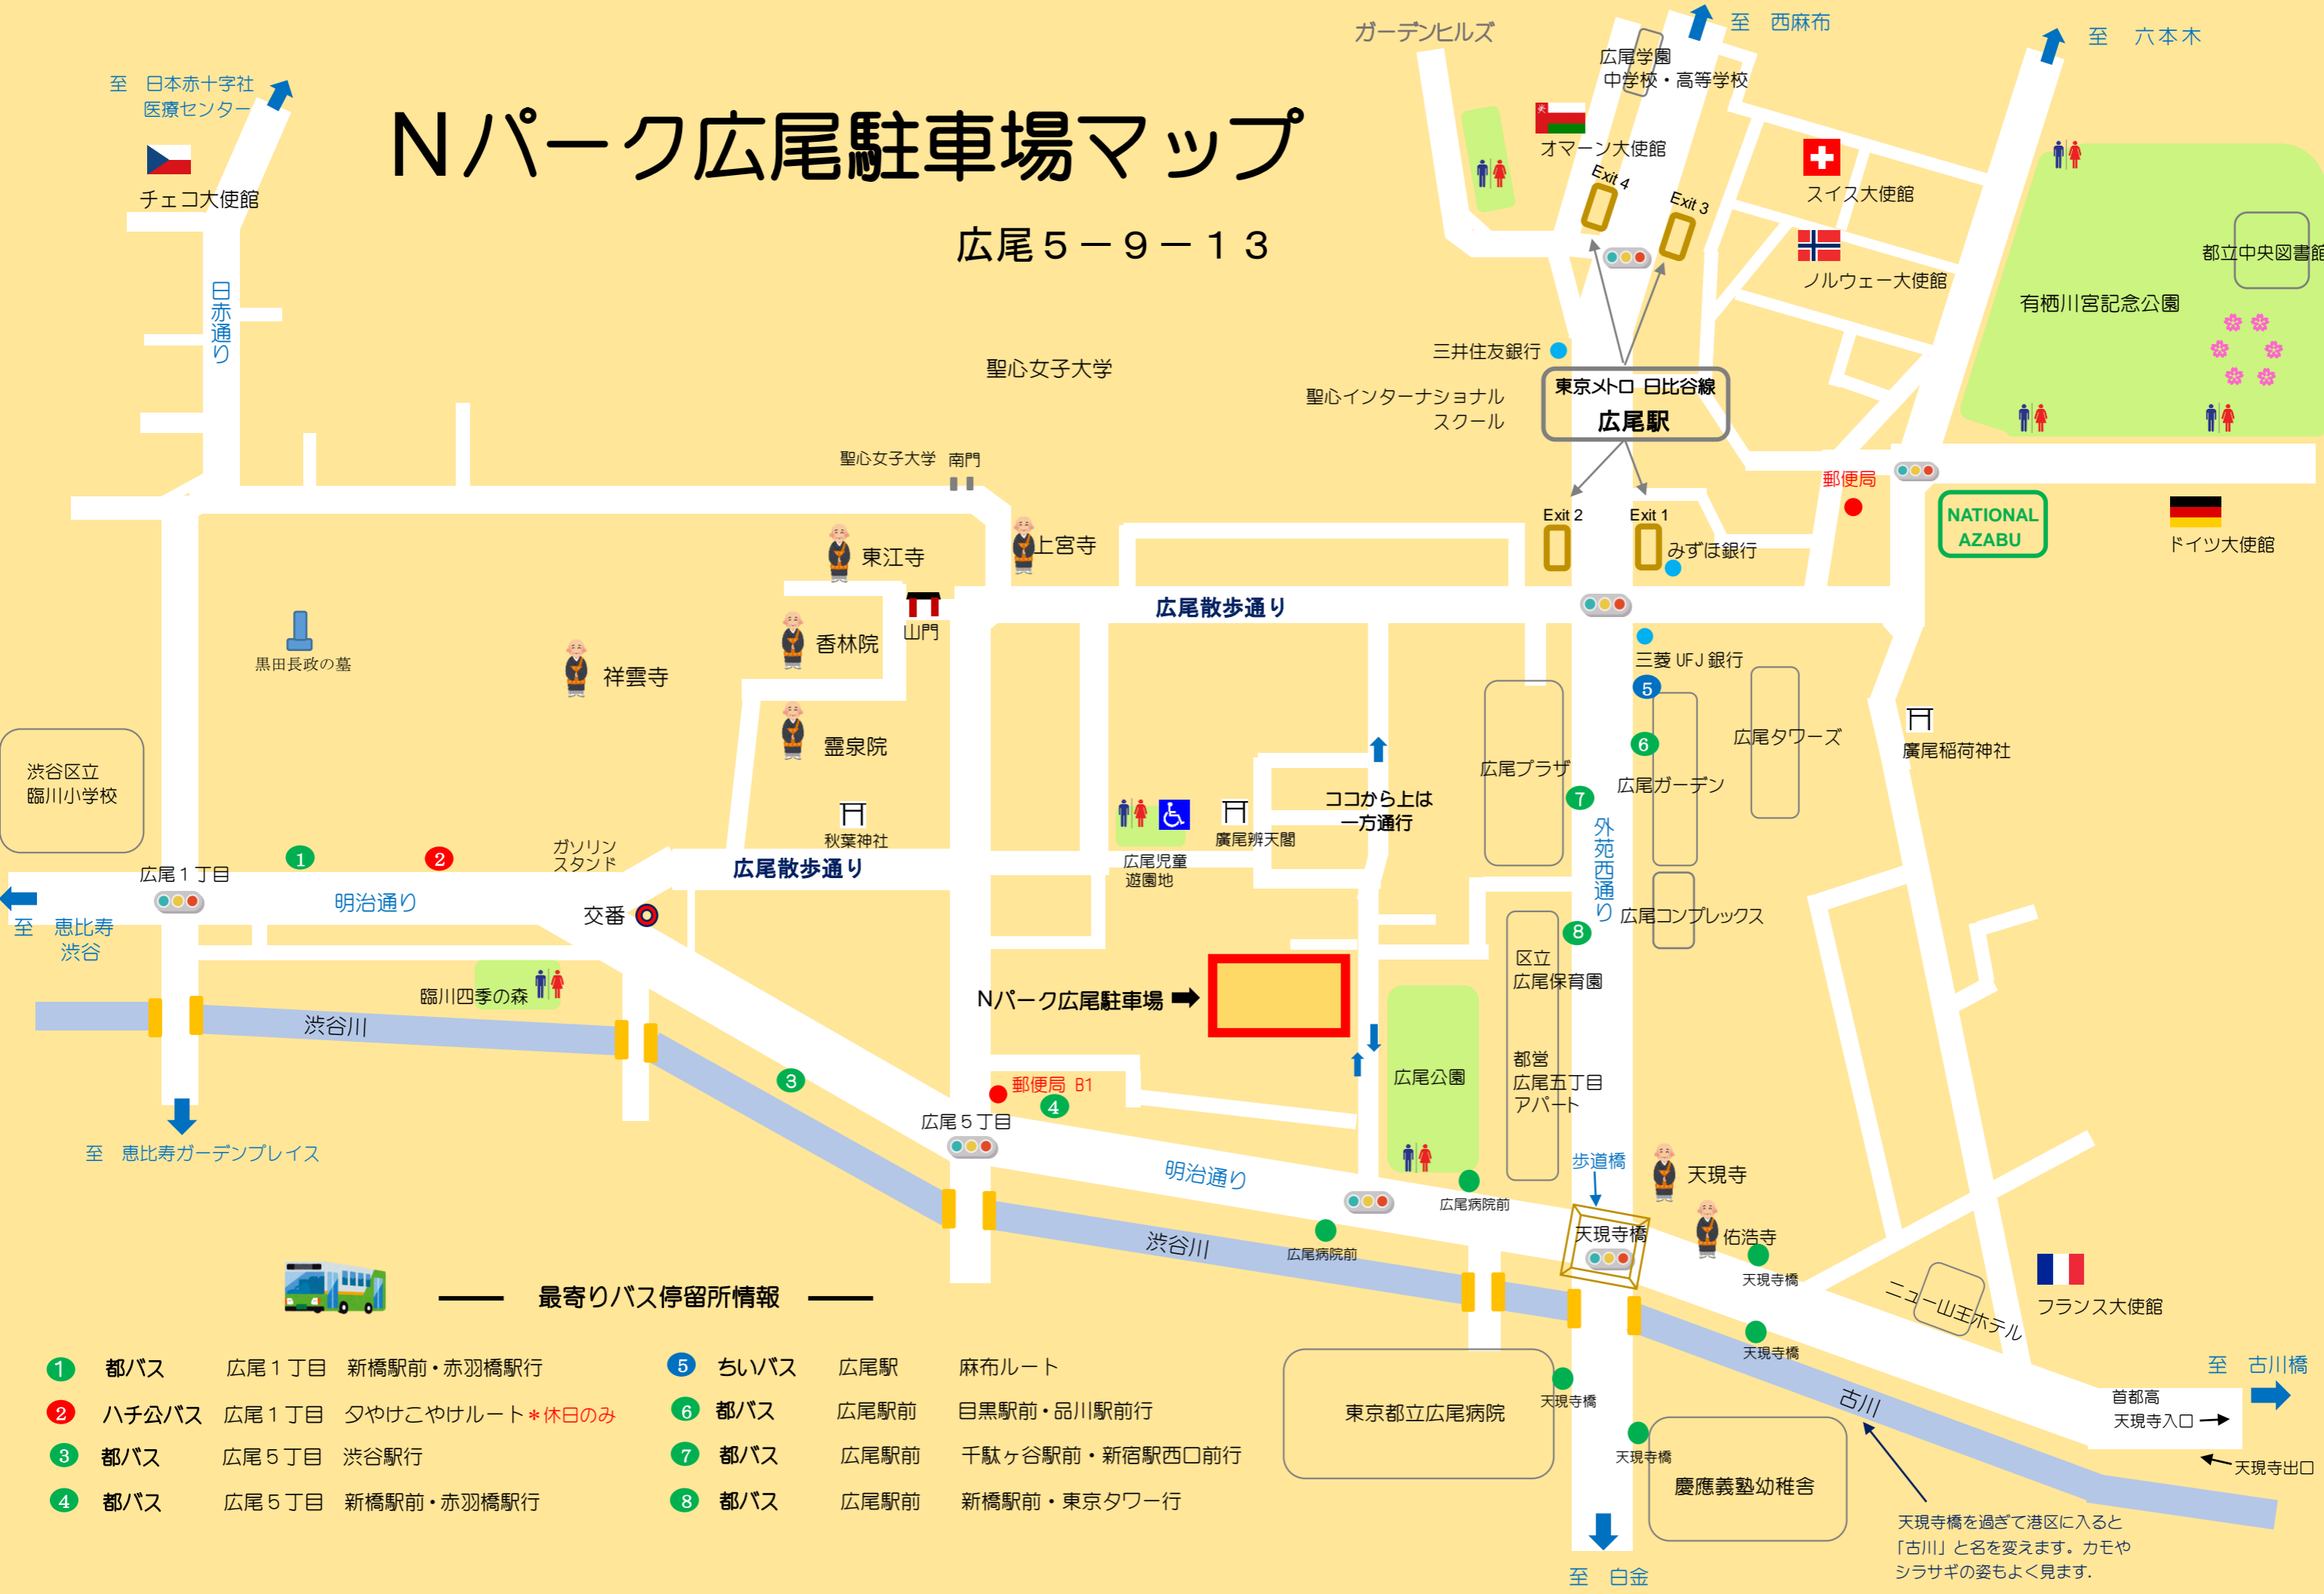 Nパーク広尾駐車場マップ
広尾5－9－13
ガーデンヒルズ
至　西麻布
至　六本木
広尾学園
中学校・高等学校
至　日本赤十字社
医療センター
チェコ大使館
オマーン大使館
Exit 4
Exit 3
スイス大使館
ノルウェー大使館
都立中央図書館
有栖川宮記念公園
日赤通り
聖心女子大学
三井住友銀行
聖心インターナショナル
スクール
東京メトロ 日比谷線
広尾駅
聖心女子大学 南門
郵便局
NATIONAL
AZABU
ドイツ大使館
Exit 2
Exit 1
みずほ銀行
東江寺
上宮寺
広尾散歩通り
山門
香林院
黒田長政の墓
祥雲寺
三菱 UFJ 銀行
5
霊泉院
6
広尾タワーズ
廣尾稲荷神社
広尾プラザ
広尾ガーデン
7
渋谷区立
臨川小学校
ココから上は
一方通行
秋葉神社
廣尾辨天閣
外苑西通り
ガソリン
スタンド
1
2
広尾散歩通り
広尾児童
遊園地
広尾1丁目
明治通り
交番
広尾コンプレックス
8
至　恵比寿
渋谷
区立
広尾保育園
臨川四季の森
Nパーク広尾駐車場
渋谷川
都営
広尾五丁目
アパート
広尾公園
3
郵便局 B1
4
広尾5丁目
至　恵比寿ガーデンプレイス
明治通り
歩道橋
天現寺
広尾病院前
天現寺橋
佑浩寺
渋谷川
広尾病院前
天現寺橋
ニュー山王ホテル
フランス大使館
天現寺橋
至　古川橋
首都高
天現寺入口
天現寺出口
古川
東京都立広尾病院
天現寺橋
天現寺橋
慶應義塾幼稚舎
天現寺橋を過ぎて港区に入ると
「古川」と名を変えます。カモや
シラサギの姿もよく見ます.
至　白金
最寄りバス停留所情報
1 都バス 広尾1丁目 新橋駅前・赤羽橋駅行
2 ハチ公バス 広尾1丁目 夕やけこやけルート＊休日のみ
3 都バス 広尾5丁目 渋谷駅行
4 都バス 広尾5丁目 新橋駅前・赤羽橋駅行
5 ちいバス 広尾駅 麻布ルート
6 都バス 広尾駅前 目黒駅前・品川駅前行
7 都バス 広尾駅前 千駄ヶ谷駅前・新宿駅西口前行
8 都バス 広尾駅前 新橋駅前・東京タワー行